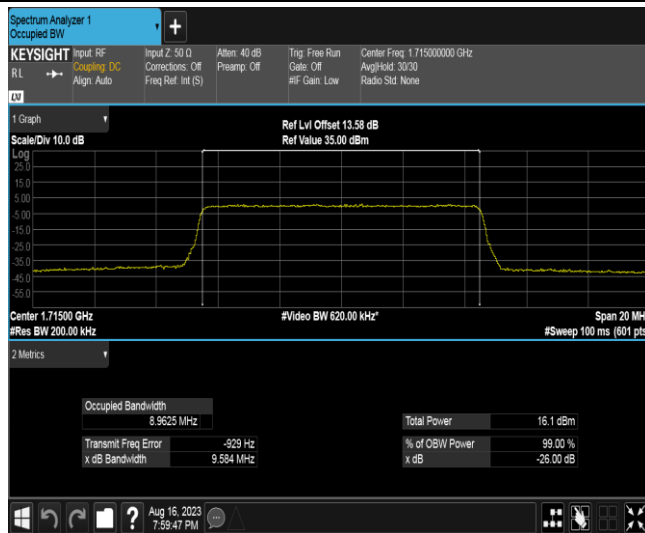 Spectrum Analyzer 1
Occupied BW
+
KEYSIGHT
RL
Input: RF
Coupling: DC
Align: Auto
Input Z: 50 Ω
Corrections: Off
Freq Ref: Int (S)
Atten: 40 dB
Preamp: Off
Trig: Free Run
Gate: Off
#IF Gain: Low
Center Freq: 1.715000000 GHz
Avg|Hold: 30/30
Radio Std: None
1 Graph
Scale/Div 10.0 dB
Ref Lvl Offset 13.58 dB
Ref Value 35.00 dBm
Log
25.0
15.0
5.00
-5.00
-15.0
-25.0
-35.0
-45.0
-55.0
Center 1.71500 GHz
#Video BW 620.00 kHz*
Span 20 MH
#Res BW 200.00 kHz
#Sweep 100 ms (601 pts
2 Metrics
Occupied Bandwidth
8.9625 MHz
Total Power 16.1 dBm
Transmit Freq Error -929 Hz
% of OBW Power 99.00 %
x dB Bandwidth 9.584 MHz
x dB -26.00 dB
?
Aug 16, 2023
7:59:47 PM